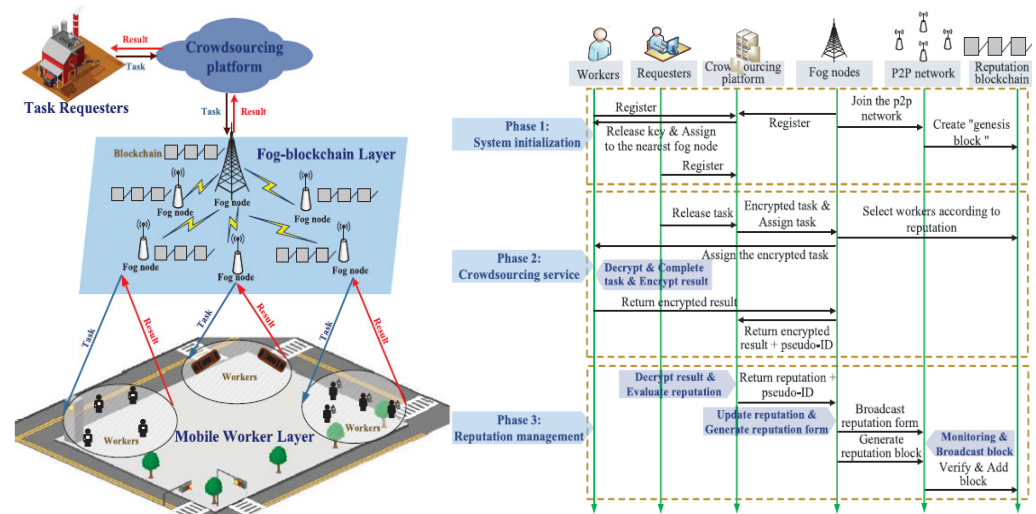 Result
Task
Crowdsourcing
platform
Task Requesters
Task
Result
Blockchain
Fog-blockchain Layer
Fog node
Fog node
Fog node
Fog node
Fog node
Fog node
Task
Result
Task
Result
Task
Result
Workers
Workers
Workers
Mobile Worker Layer
Workers
Requesters
Crowdsourcing
platform
Fog nodes
P2P network
Reputation
blockchain
Phase 1:
System initialization
Register
Release key & Assign
to the nearest fog node
Register
Register
Join the p2p
network
Create "genesis
block "
Phase 2:
Crowdsourcing service
Release task
Encrypted task &
Assign task
Select workers according to
reputation
Assign the encrypted task
Decrypt & Complete
task & Encrypt result
Return encrypted result
Return encrypted
result + pseudo-ID
Phase 3:
Reputation management
Decrypt result &
Evaluate reputation
Return reputation +
pseudo-ID
Update reputation &
Generate reputation form
Broadcast
reputation form
Generate
reputation block
Monitoring &
Broadcast block
Verify & Add
block